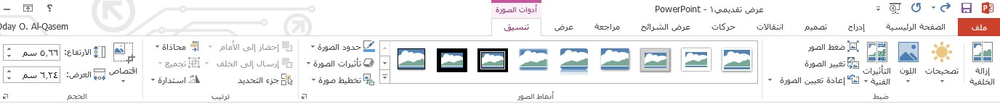 عرض تقديمي١ - PowerPoint
أدوات الصورة
ملف
الصفحة الرئيسية
إدراج
تصميم
انتقالات
حركات
عرض الشرائح
مراجعة
عرض
تنسيق
Oday O. Al-Qasem
إزالة الخلفية
تصحيحات
اللون
التأثيرات الفنية
ضغط الصور
تغيير الصورة
إعادة تعيين الصورة
ضبط
أنماط الصور
حدود الصورة
تأثيرات الصورة
تخطيط صورة
إحضار إلى الأمام
إرسال إلى الخلف
جزء التحديد
محاذاة
تجميع
استدارة
ترتيب
اقتصاص
الارتفاع: ٥,٦٦ سم
العرض: ٦,٢٤ سم
الحجم